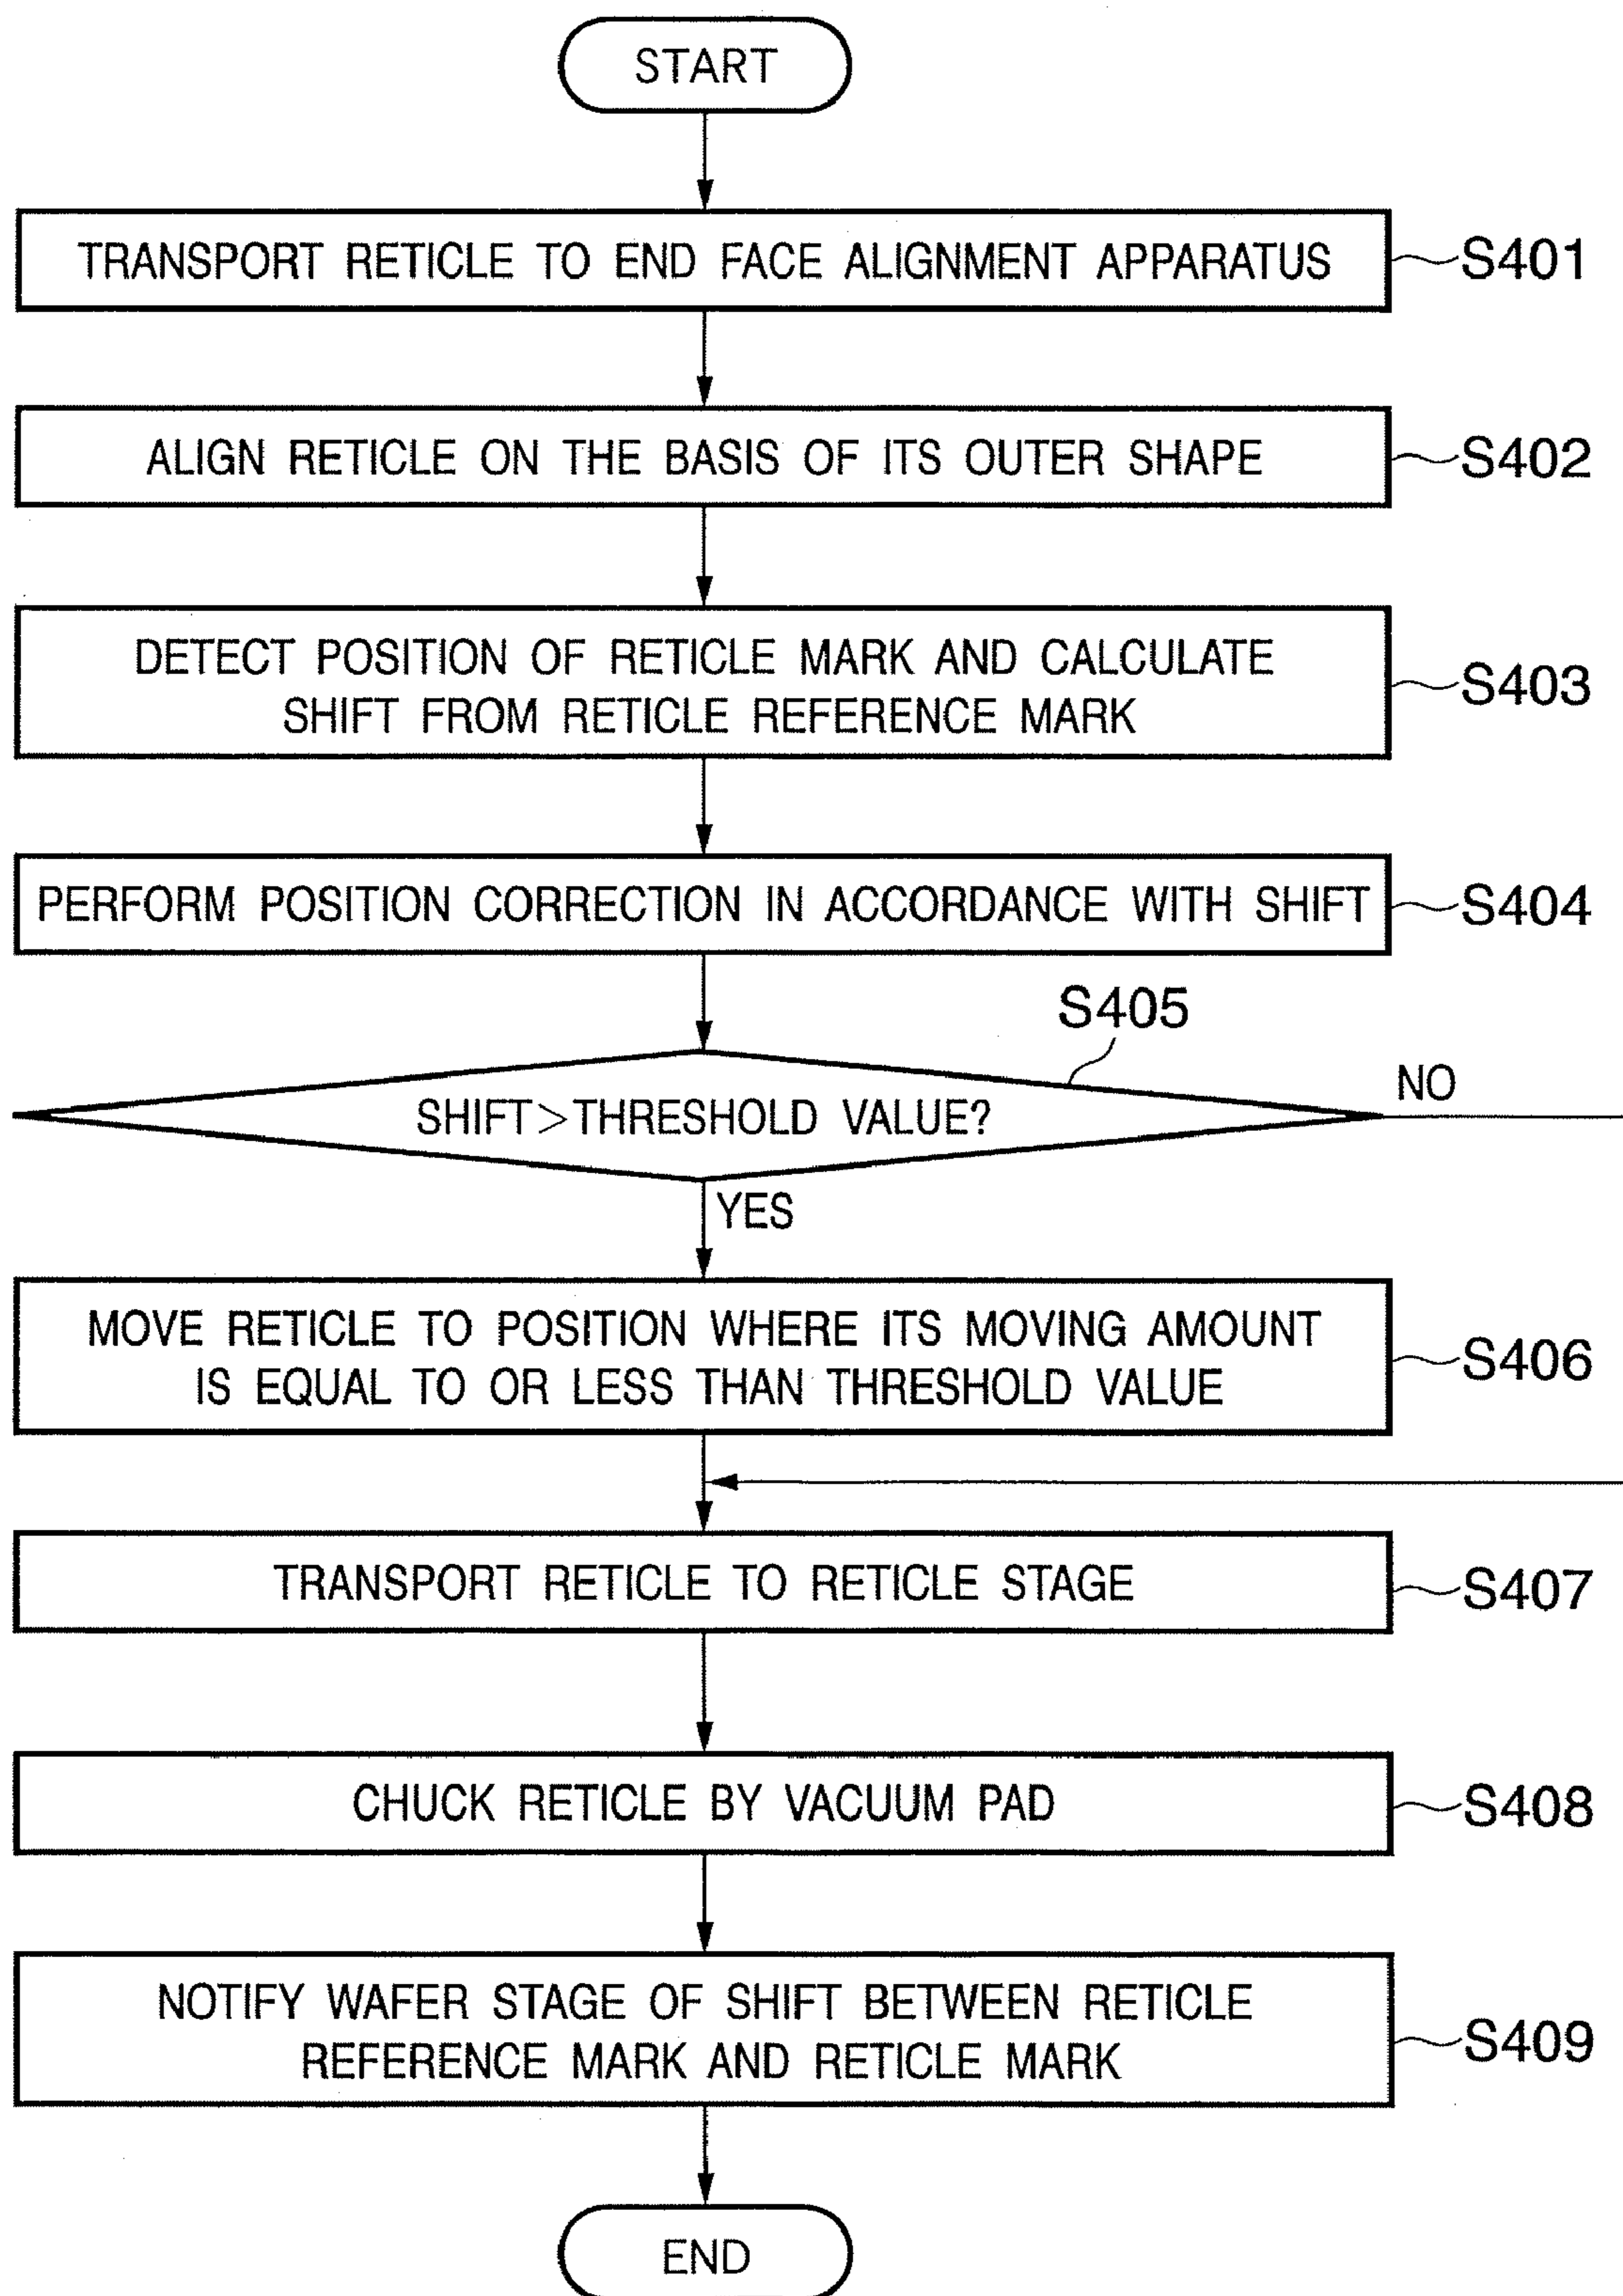 START
TRANSPORT RETICLE TO END FACE ALIGNMENT APPARATUS
S401
ALIGN RETICLE ON THE BASIS OF ITS OUTER SHAPE
S402
DETECT POSITION OF RETICLE MARK AND CALCULATE
SHIFT FROM RETICLE REFERENCE MARK
S403
PERFORM POSITION CORRECTION IN ACCORDANCE WITH SHIFT
S404
S405
SHIFT>THRESHOLD VALUE?
NO
YES
MOVE RETICLE TO POSITION WHERE ITS MOVING AMOUNT
IS EQUAL TO OR LESS THAN THRESHOLD VALUE
S406
TRANSPORT RETICLE TO RETICLE STAGE
S407
CHUCK RETICLE BY VACUUM PAD
S408
NOTIFY WAFER STAGE OF SHIFT BETWEEN RETICLE
REFERENCE MARK AND RETICLE MARK
S409
END